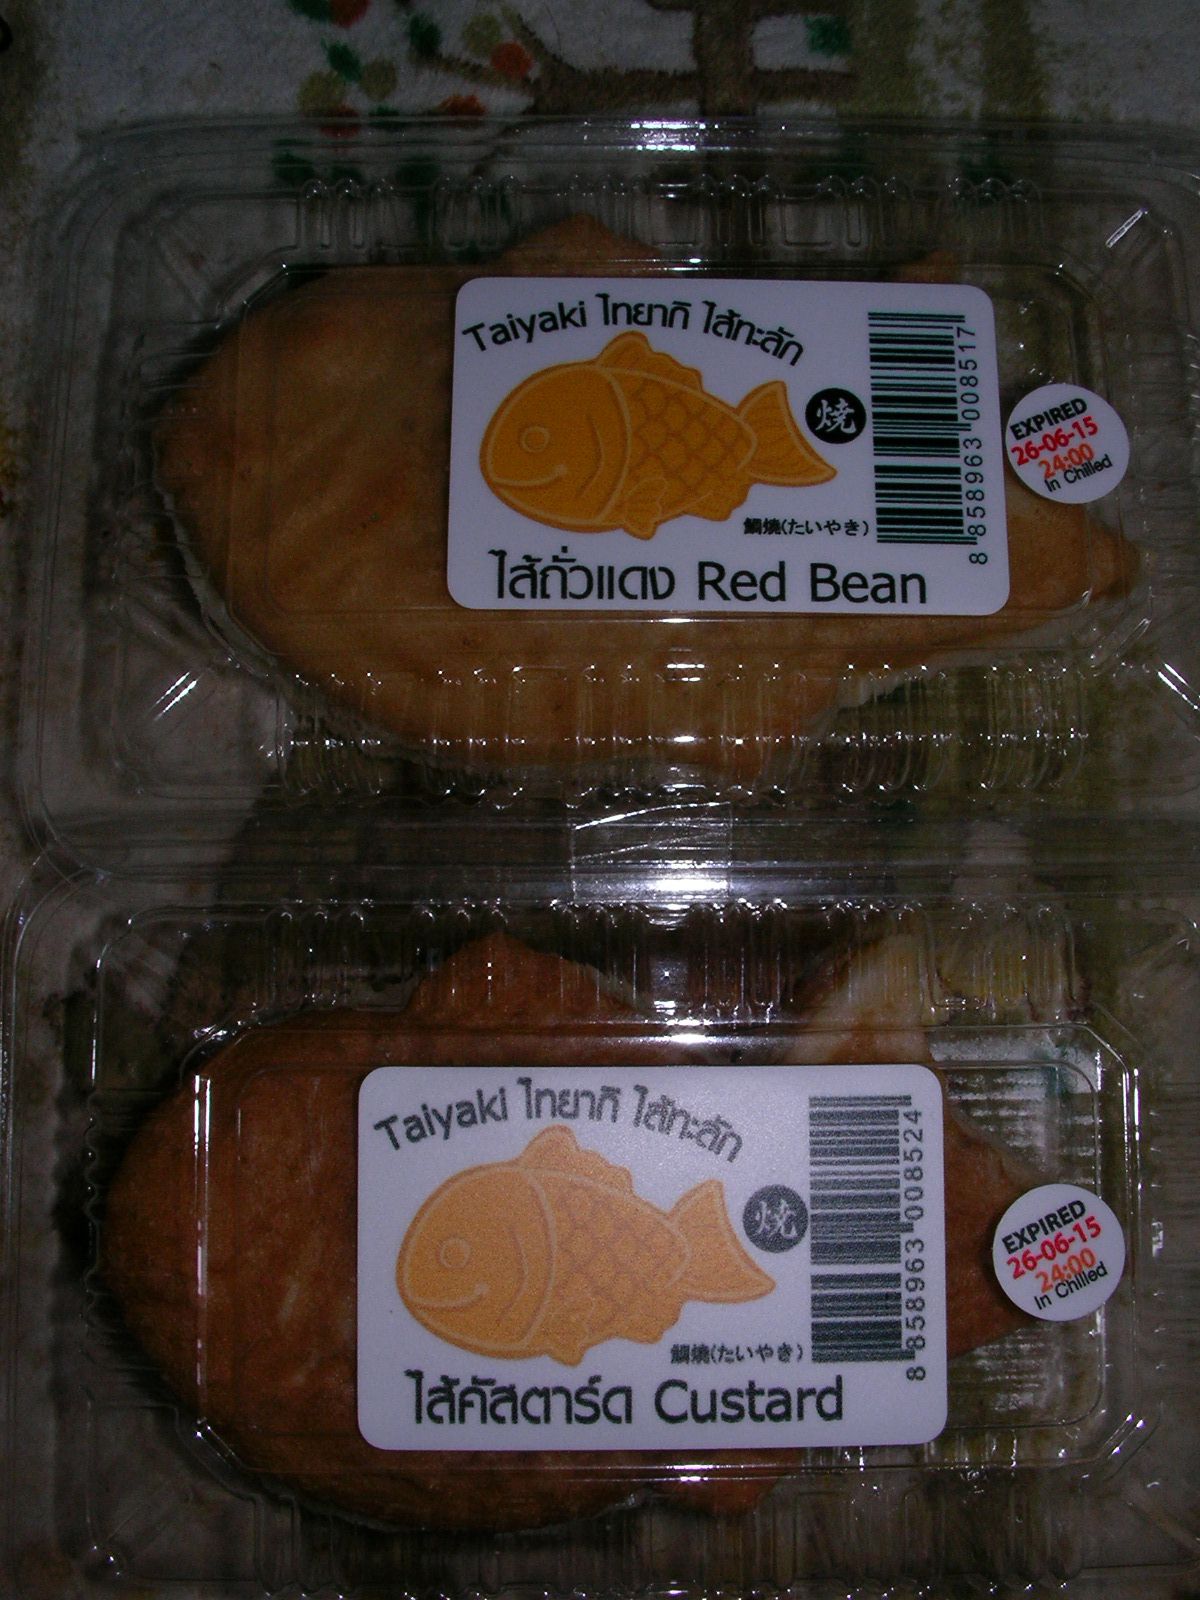 Taiyaki ไทยากิ ไส้ทะลัก
焼
8 858963 008517
鯛焼(たいやき)
ไส้ถั่วแดง Red Bean
EXPIRED
26-06-15
24:00
In Chilled
Taiyaki ไทยากิ ไส้ทะลัก
焼
8 858963 008524
鯛焼(たいやき)
ไส้คัสตาร์ด Custard
EXPIRED
26-06-15
24:00
In Chilled